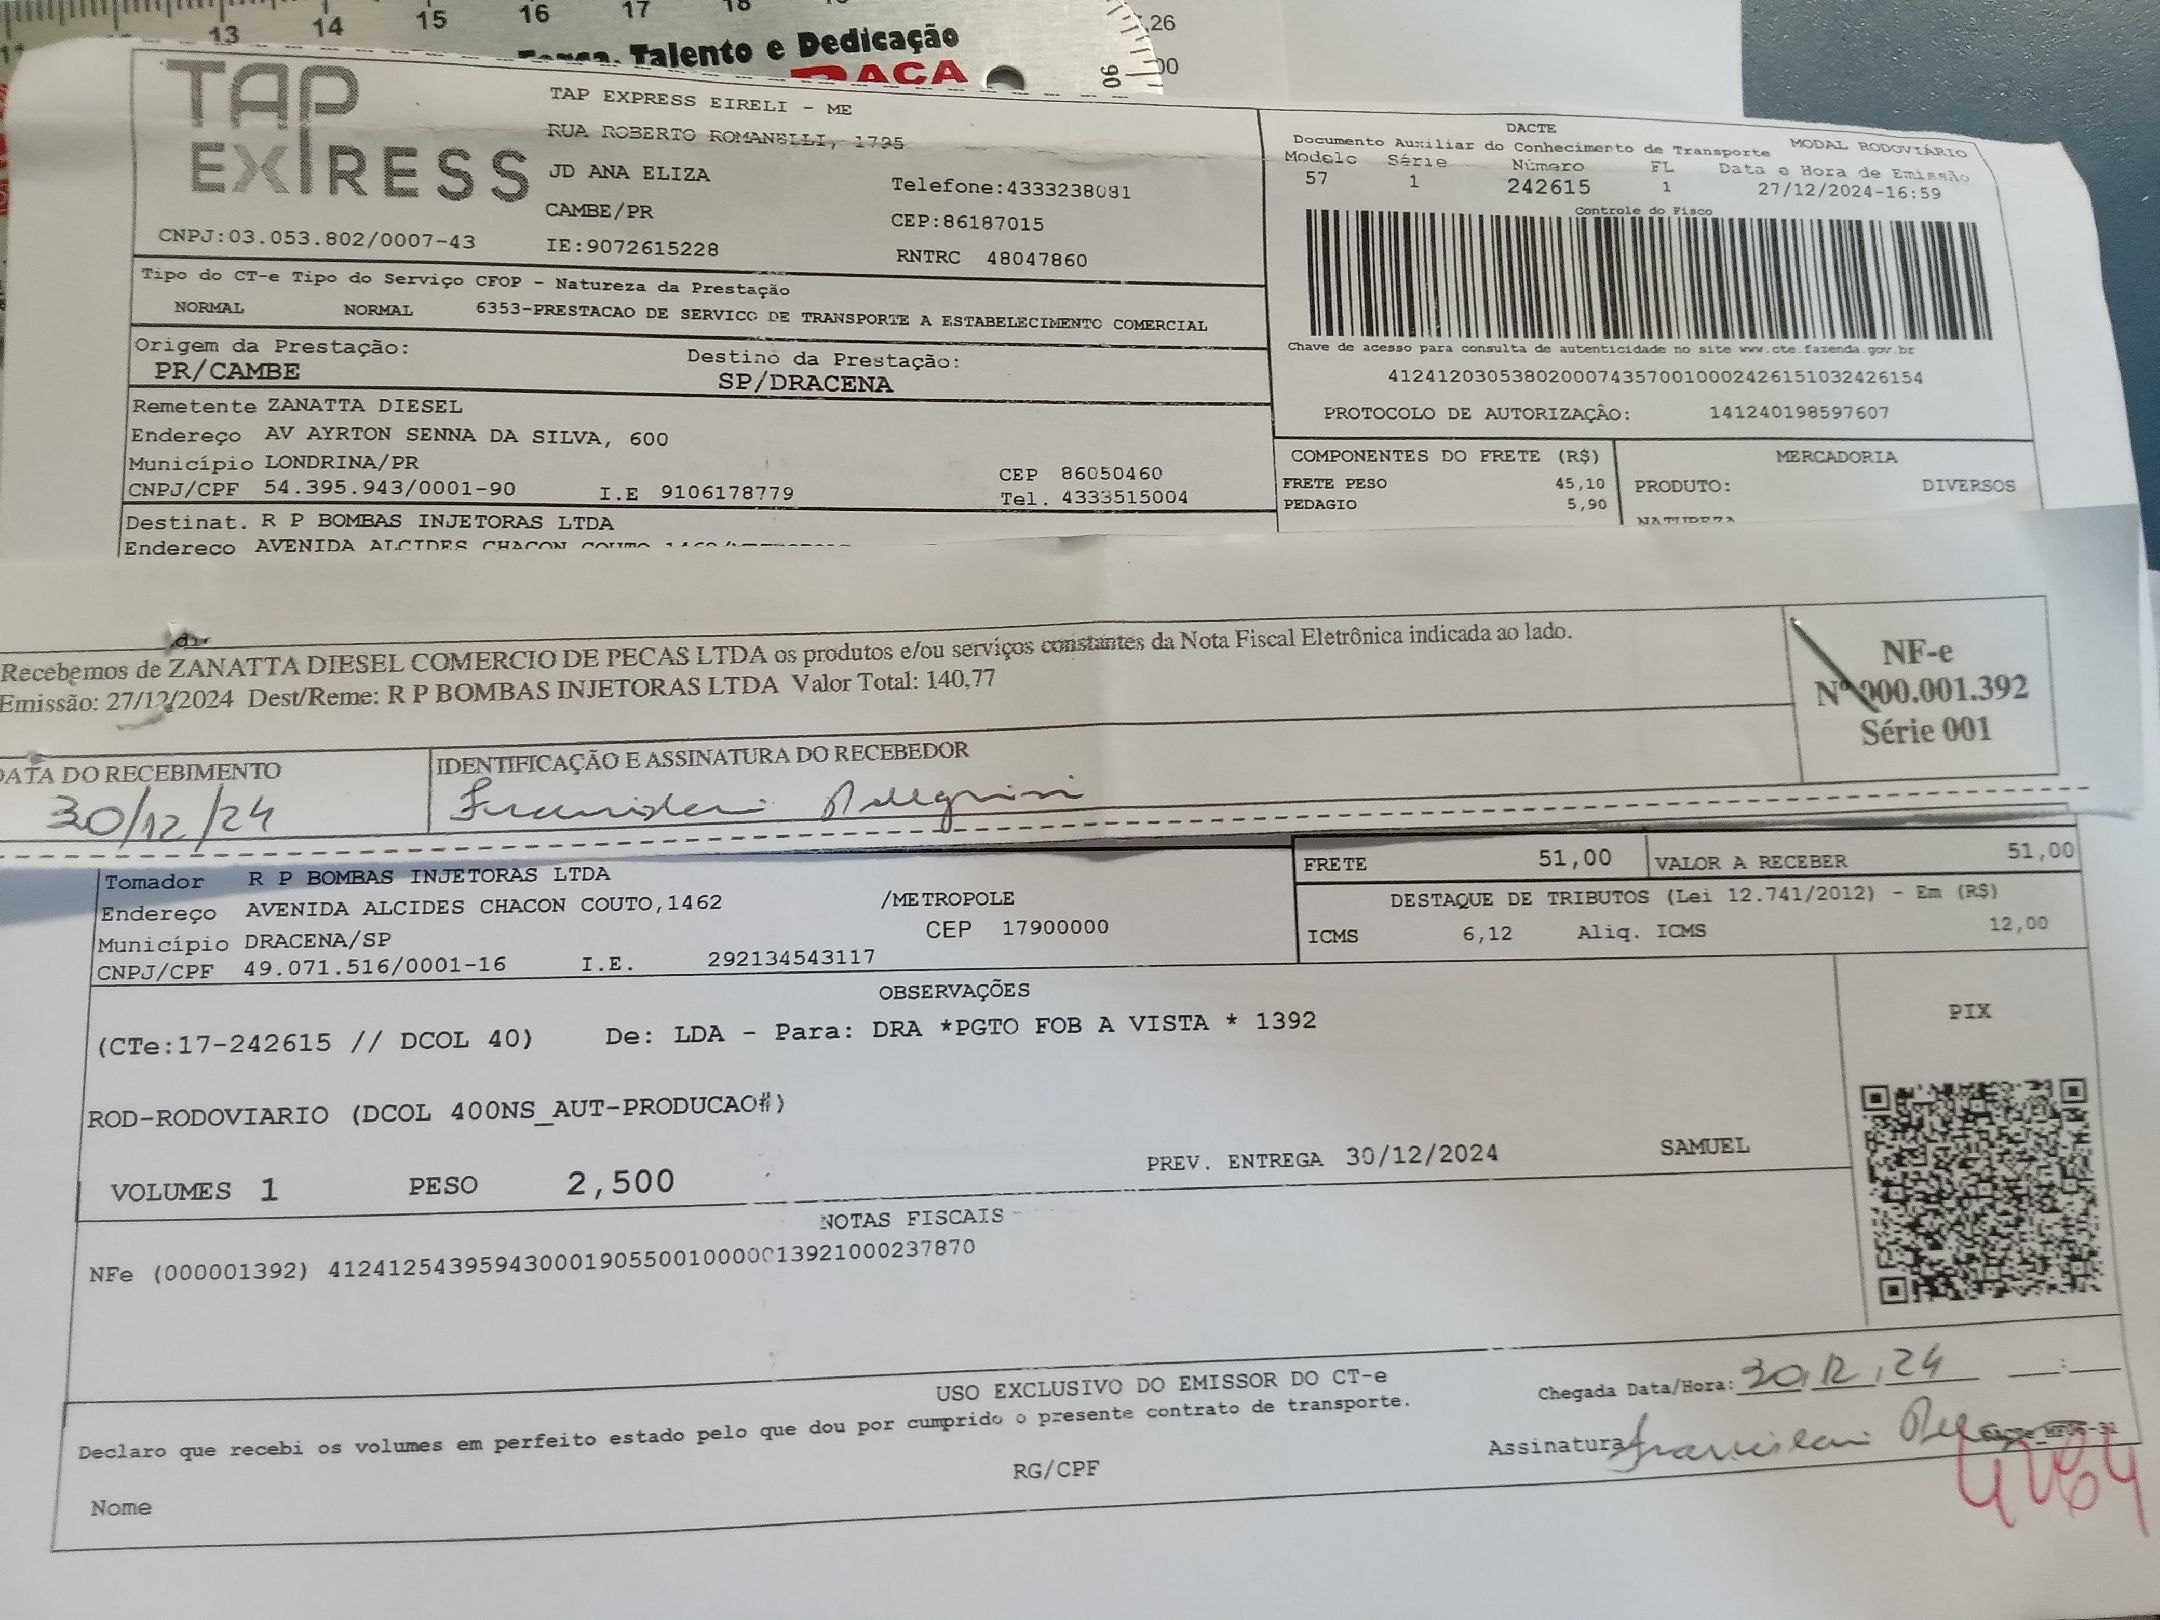 13 14 15 16 17 18
26
Talento e Dedicação
00
90
TAP
EXPRESS
TAP EXPRESS EIRELI - ME
RUA ROBERTO ROMANELLI, 1795
JD ANA ELIZA
Telefone:4333238081
CAMBE/PR
CEP:86187015
CNPJ:03.053.802/0007-43
IE:9072615228
RNTRC 48047860
DACTE
Documento Auxiliar do Conhecimento de Transporte
MODAL RODOVIÁRIO
Modelo Série Número FL Data e Hora de Emissão
57 1 242615 1 27/12/2024-16:59
Controle do Fisco
Chave de acesso para consulta de autenticidade no site www.cte.fazenda.gov.br
41241203053802000743570010002426151032426154
PROTOCOLO DE AUTORIZAÇÃO: 141240198597607
Tipo do CT-e Tipo do Serviço CFOP - Natureza da Prestação
NORMAL NORMAL 6353-PRESTACAO DE SERVICO DE TRANSPORTE A ESTABELECIMENTO COMERCIAL
Origem da Prestação: Destino da Prestação:
PR/CAMBE SP/DRACENA
Remetente ZANATTA DIESEL
Endereço AV AYRTON SENNA DA SILVA, 600
Município LONDRINA/PR CEP 86050460
CNPJ/CPF 54.395.943/0001-90 I.E 9106178779 Tel. 4333515004
Destinat. R P BOMBAS INJETORAS LTDA
Endereco AVENIDA ALCIDES CHACON COUTO
COMPONENTES DO FRETE (R$)
FRETE PESO 45,10
PEDAGIO 5,90
MERCADORIA
PRODUTO: DIVERSOS
NATUREZA
Recebemos de ZANATTA DIESEL COMERCIO DE PECAS LTDA os produtos e/ou serviços constantes da Nota Fiscal Eletrônica indicada ao lado.
Emissão: 27/12/2024 Dest/Reme: R P BOMBAS INJETORAS LTDA Valor Total: 140,77
NF-e
Nº 000.001.392
Série 001
DATA DO RECEBIMENTO
IDENTIFICAÇÃO E ASSINATURA DO RECEBEDOR
30/12/24
Pellegrini
Tomador R P BOMBAS INJETORAS LTDA
Endereço AVENIDA ALCIDES CHACON COUTO,1462 /METROPOLE
Município DRACENA/SP CEP 17900000
CNPJ/CPF 49.071.516/0001-16 I.E. 292134543117
FRETE 51,00 VALOR A RECEBER 51,00
DESTAQUE DE TRIBUTOS (Lei 12.741/2012) - Em (R$)
ICMS 6,12 Aliq. ICMS 12,00
OBSERVAÇÕES
(CTe:17-242615 // DCOL 40) De: LDA - Para: DRA *PGTO FOB A VISTA * 1392
PIX
ROD-RODOVIARIO (DCOL 400NS_AUT-PRODUCAO#)
PREV. ENTREGA 30/12/2024 SAMUEL
VOLUMES 1 PESO 2,500
NOTAS FISCAIS
NFe (000001392) 41241254395943000190550010000013921000237870
USO EXCLUSIVO DO EMISSOR DO CT-e
Declaro que recebi os volumes em perfeito estado pelo que dou por cumprido o presente contrato de transporte.
Chegada Data/Hora: 30,12,24 :
Assinatura
RG/CPF
Nome